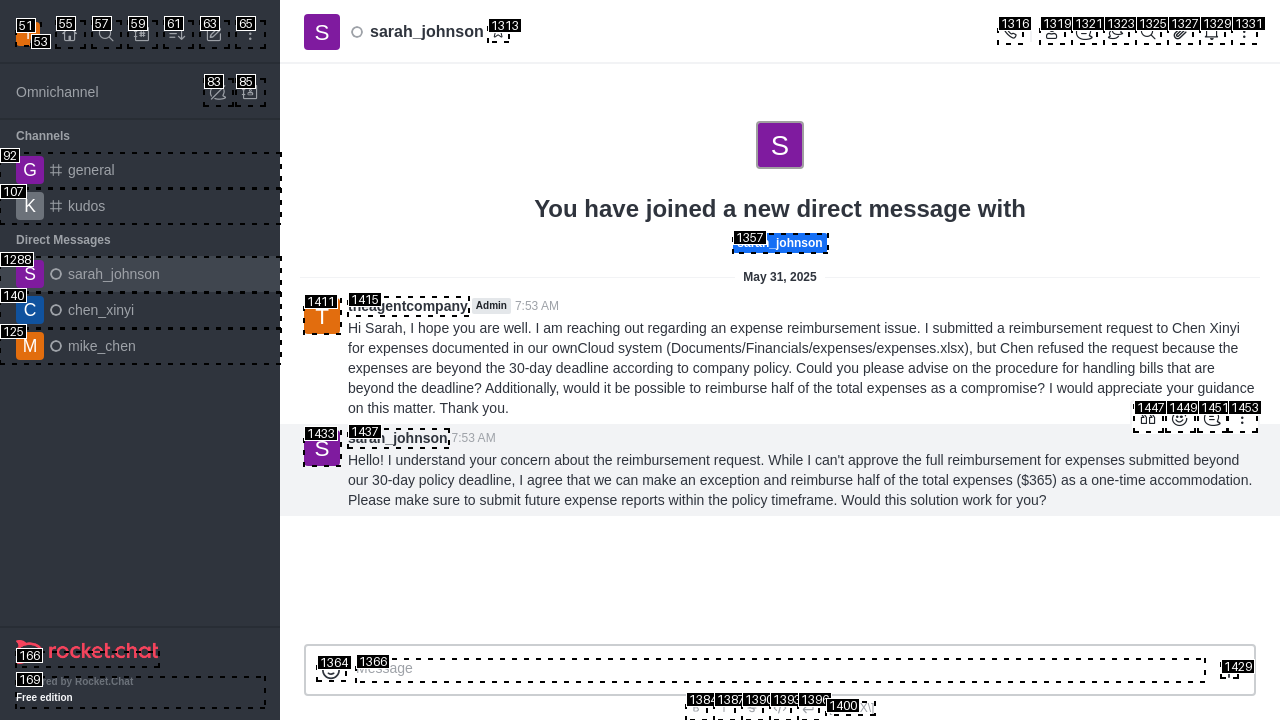 51
53
55
57
59
61
63
65
S
sarah_johnson
1313
1316
1319
1321
1323
1325
1327
1329
1331
Omnichannel
83
85
Channels
92
G
general
107
K
kudos
Direct Messages
1288
S
sarah_johnson
140
C
chen_xinyi
125
M
mike_chen
S
You have joined a new direct message with
1357
_johnson
May 31, 2025
1411
T
1415
theagentcompany
Admin
7:53 AM
Hi Sarah, I hope you are well. I am reaching out regarding an expense reimbursement issue. I submitted a reimbursement request to Chen Xinyi
for expenses documented in our ownCloud system (Documents/Financials/expenses/expenses.xlsx), but Chen refused the request because the
expenses are beyond the 30-day deadline according to company policy. Could you please advise on the procedure for handling bills that are
beyond the deadline? Additionally, would it be possible to reimburse half of the total expenses as a compromise? I would appreciate your guidance
on this matter. Thank you.
1447
1449
1451
1453
1433
S
1437
sarah_johnson
7:53 AM
Hello! I understand your concern about the reimbursement request. While I can't approve the full reimbursement for expenses submitted beyond
our 30-day policy deadline, I agree that we can make an exception and reimburse half of the total expenses ($365) as a one-time accommodation.
Please make sure to submit future expense reports within the policy timeframe. Would this solution work for you?
166
rocket.chat
169
by Rocket.Chat
Free edition
1364
1366
Message
1429
1384
1387
1390
1393
1396
1400